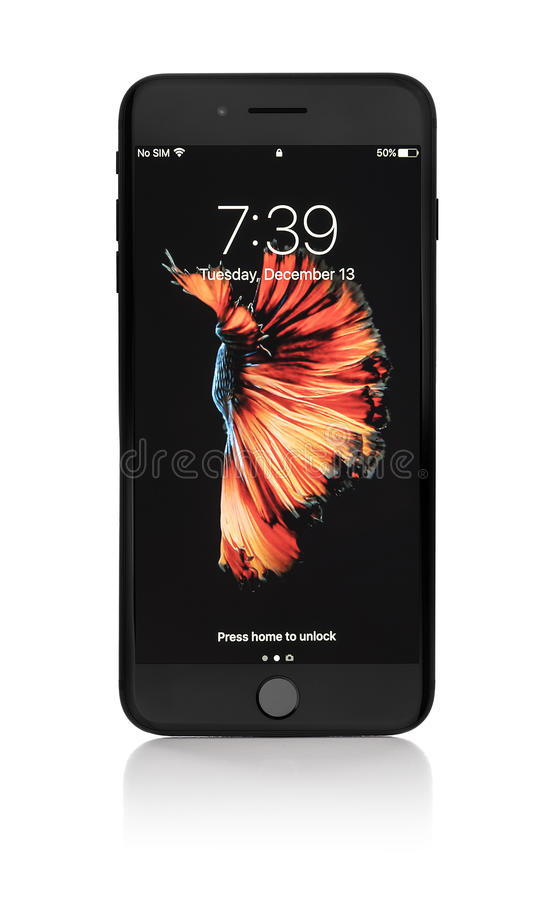 No SIM 50%
7:39
Tuesday, December 13
dreamstime®
Press home to unlock